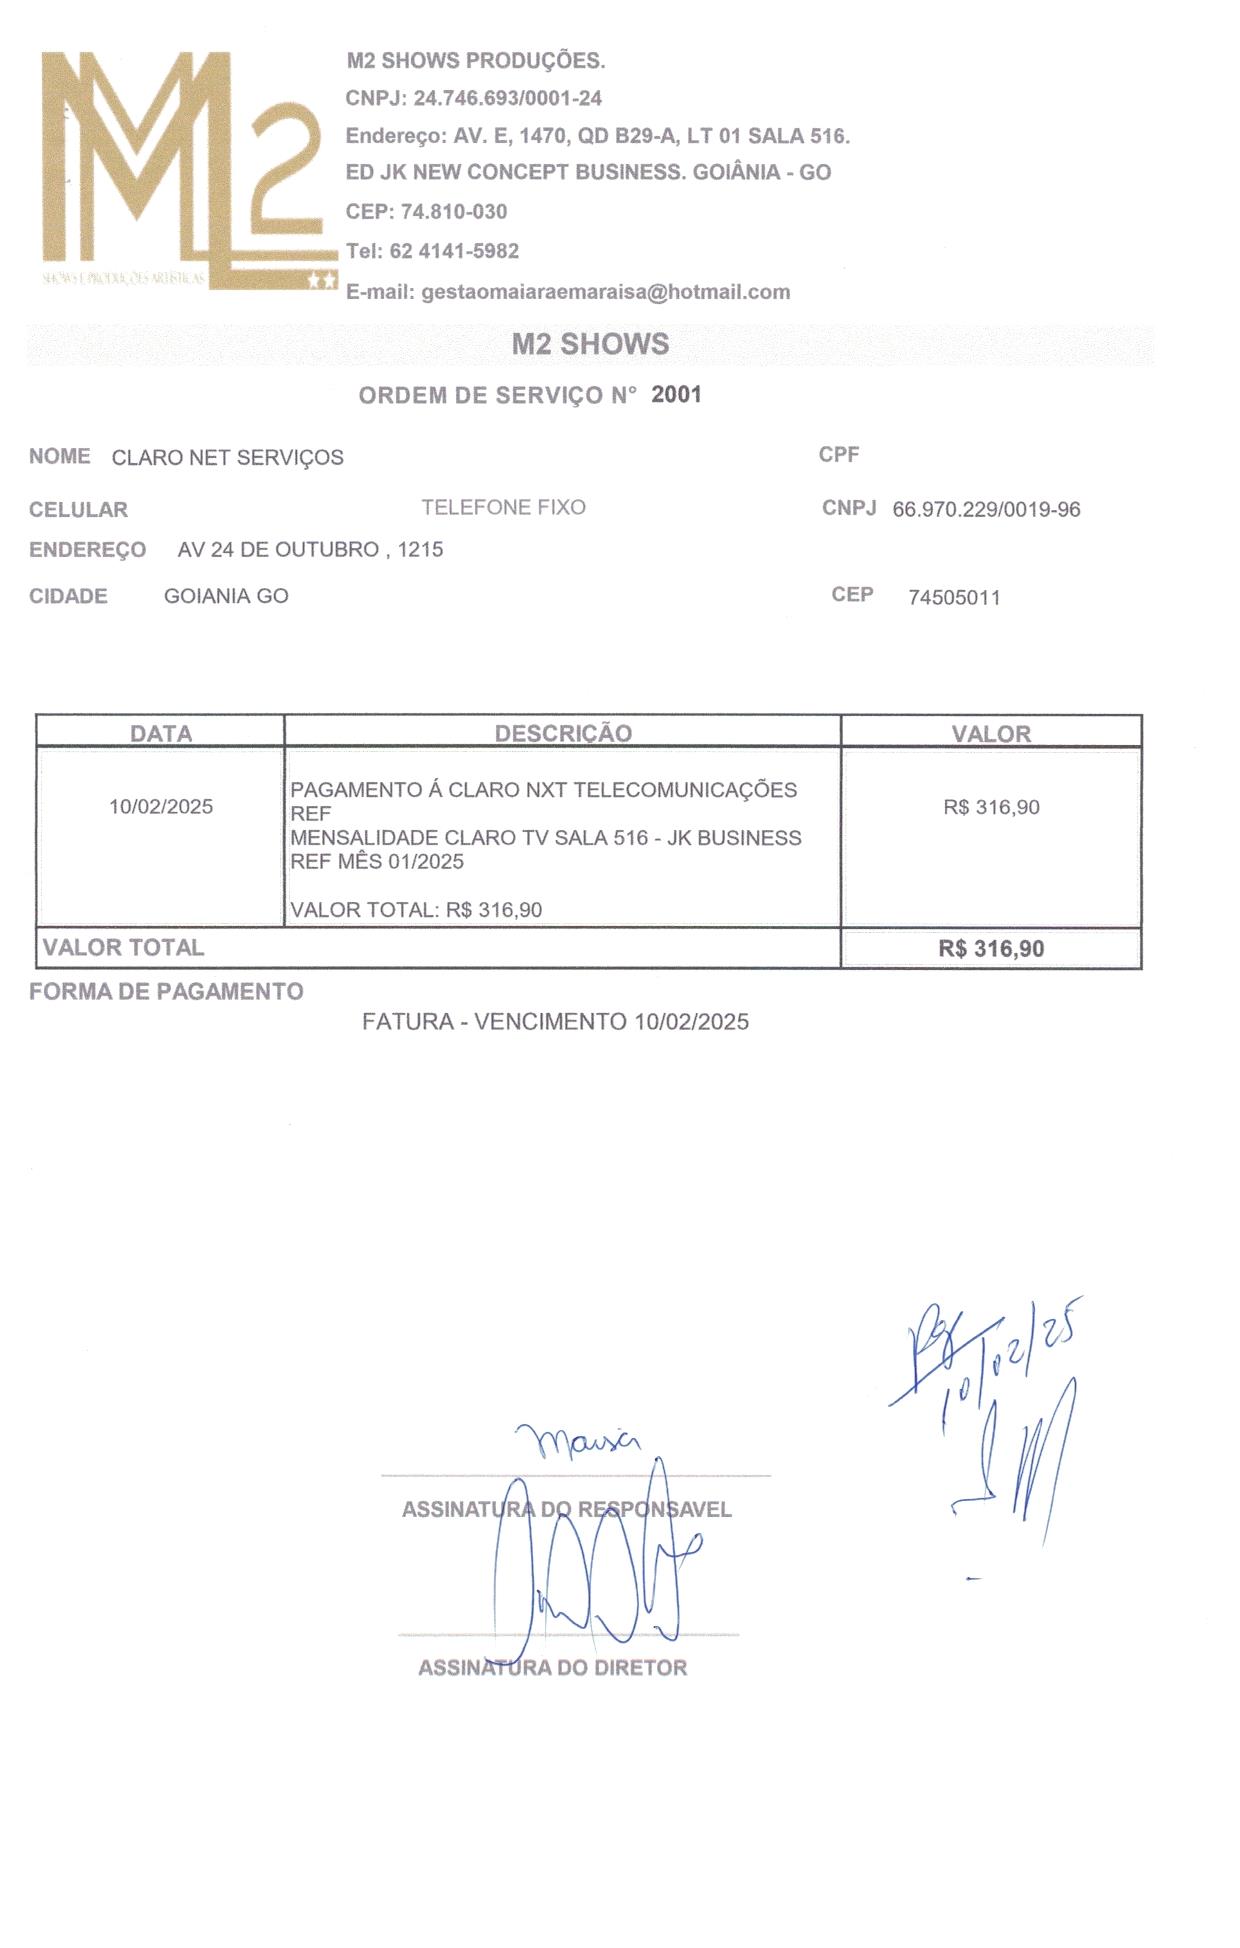 M2 SHOWS PRODUÇÕES.
CNPJ: 24.746.693/0001-24
Endereço: AV. E, 1470, QD B29-A, LT 01 SALA 516.
ED JK NEW CONCEPT BUSINESS. GOIÂNIA - GO
CEP: 74.810-030
Tel: 62 4141-5982
E-mail: gestaomaiaraemaraisa@hotmail.com
M2
SHOWS E PRODUÇÕES ARTÍSTICAS
M2 SHOWS
ORDEM DE SERVIÇO N° 2001
NOME CLARO NET SERVIÇOS CPF
CELULAR TELEFONE FIXO CNPJ 66.970.229/0019-96
ENDEREÇO AV 24 DE OUTUBRO , 1215
CIDADE GOIANIA GO CEP 74505011
DATA DESCRIÇÃO VALOR
10/02/2025 PAGAMENTO Á CLARO NXT TELECOMUNICAÇÕES R$ 316,90
REF
MENSALIDADE CLARO TV SALA 516 - JK BUSINESS
REF MÊS 01/2025
VALOR TOTAL: R$ 316,90
VALOR TOTAL R$ 316,90
FORMA DE PAGAMENTO
FATURA - VENCIMENTO 10/02/2025
10/02/25
ASSINATURA DO RESPONSAVEL
ASSINATURA DO DIRETOR